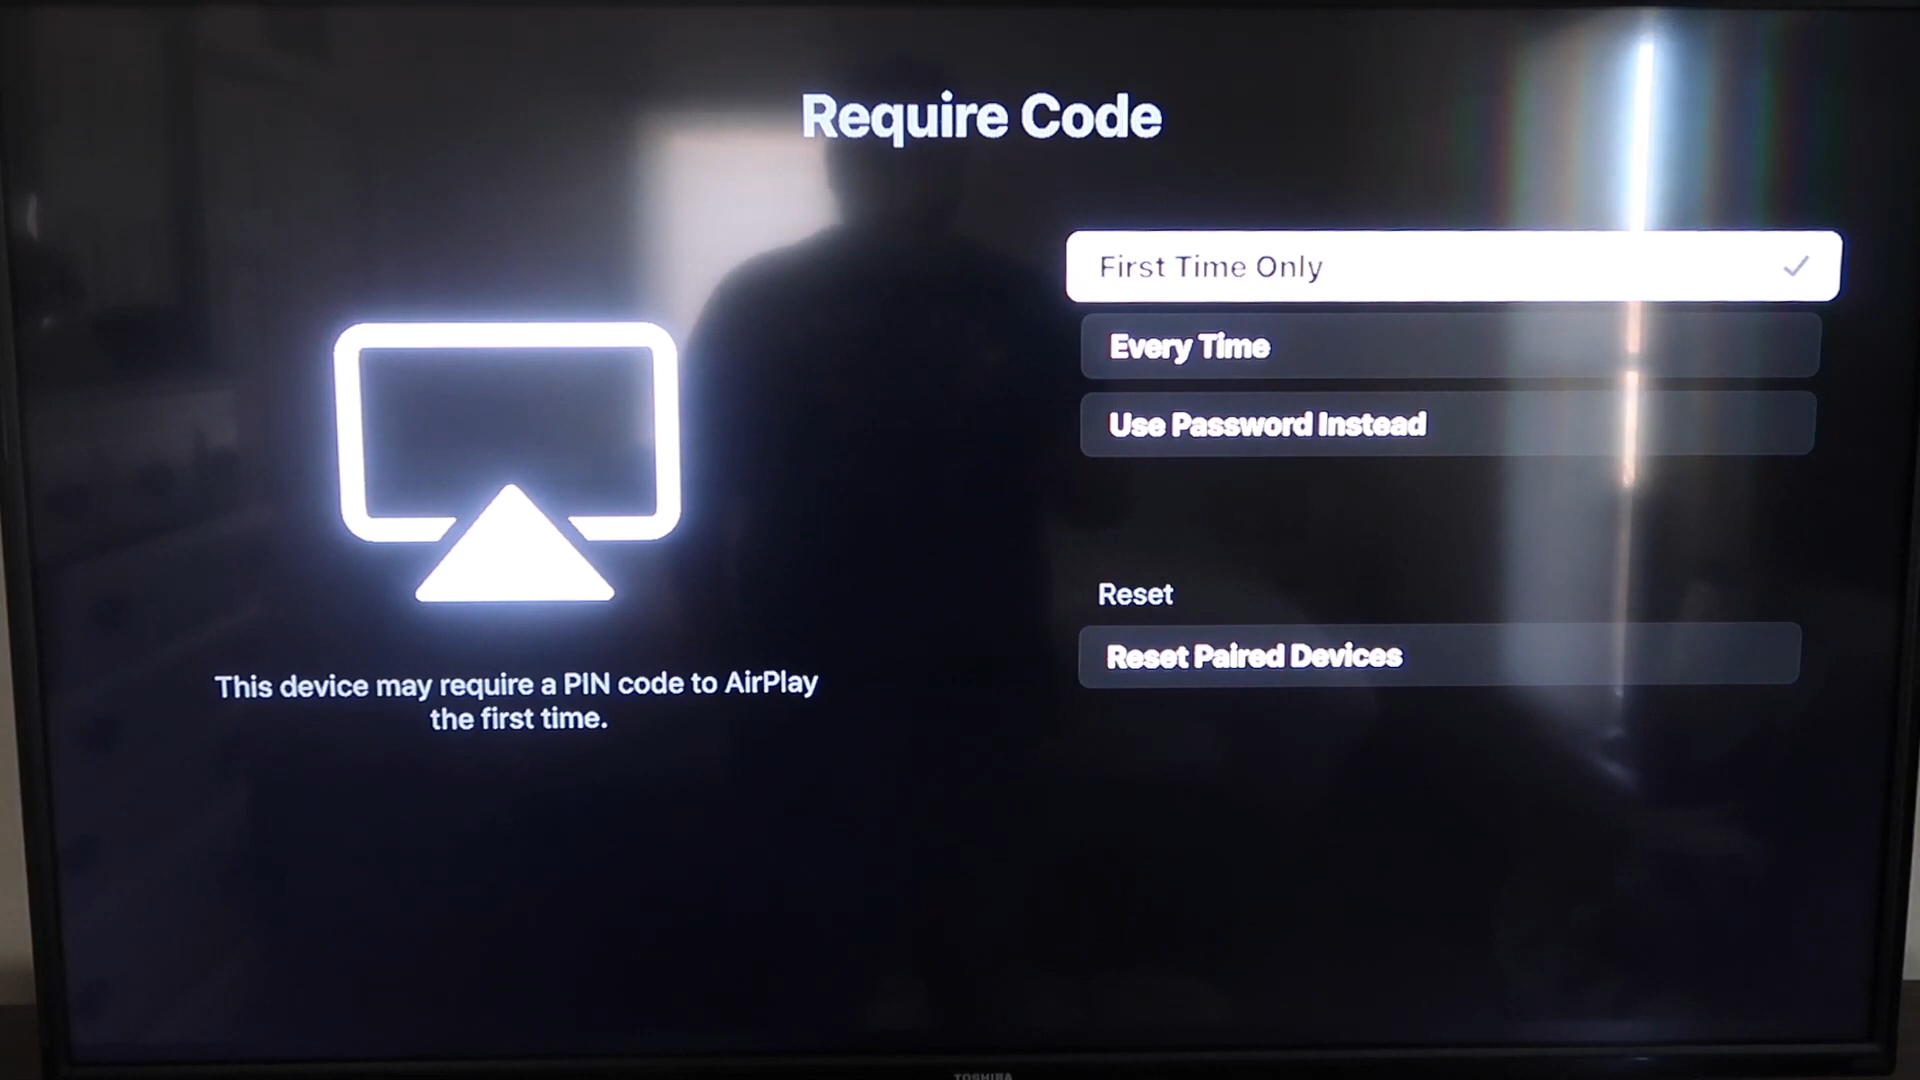 Require Code
First Time Only
Every Time
Use Password Instead
Reset
Reset Paired Devices
This device may require a PIN code to AirPlay
the first time.
TOSHIBA